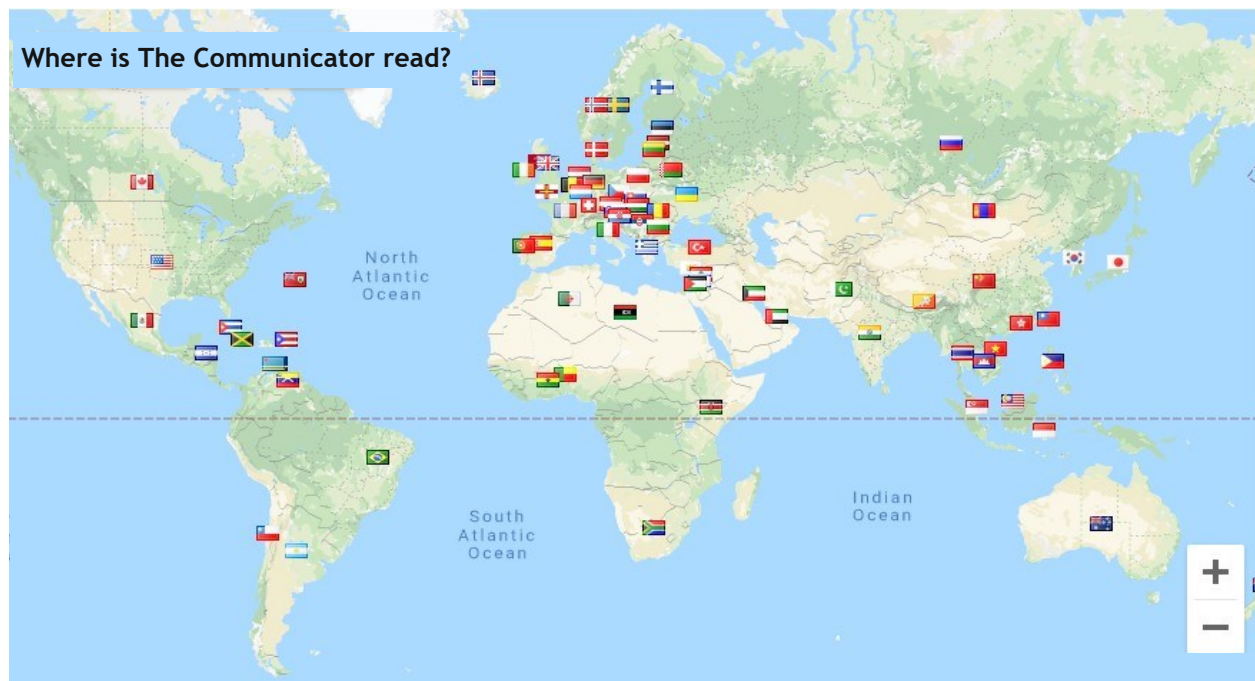 Where is The Communicator read?
North
Atlantic
Ocean
South
Atlantic
Ocean
Indian
Ocean